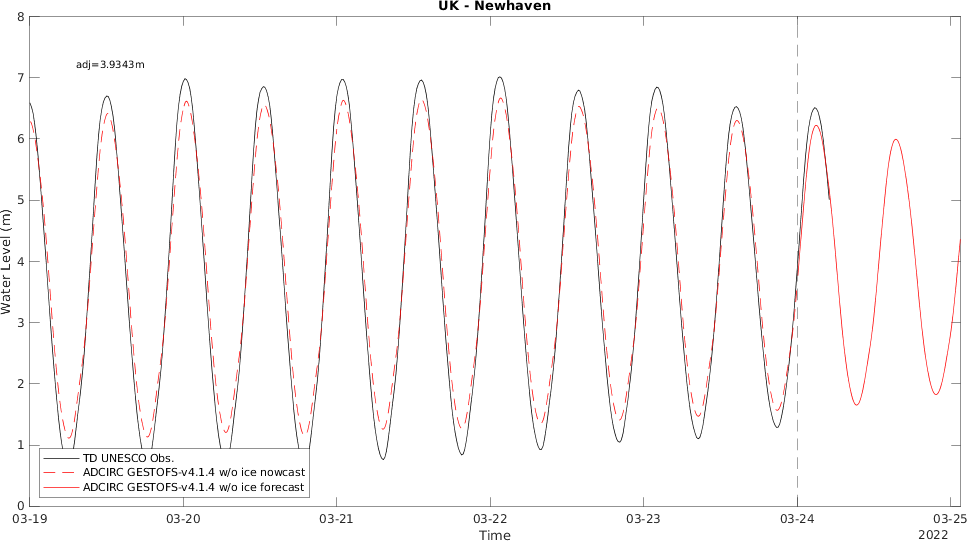 UK - Newhaven
8
7
6
5
4
3
2
1
0
adj=3.9343m
Water Level (m)
TD UNESCO Obs.
ADCIRC GESTOFS-v4.1.4 w/o ice nowcast
ADCIRC GESTOFS-v4.1.4 w/o ice forecast
03-19
03-20
03-21
03-22
03-23
03-24
03-25
Time
2022